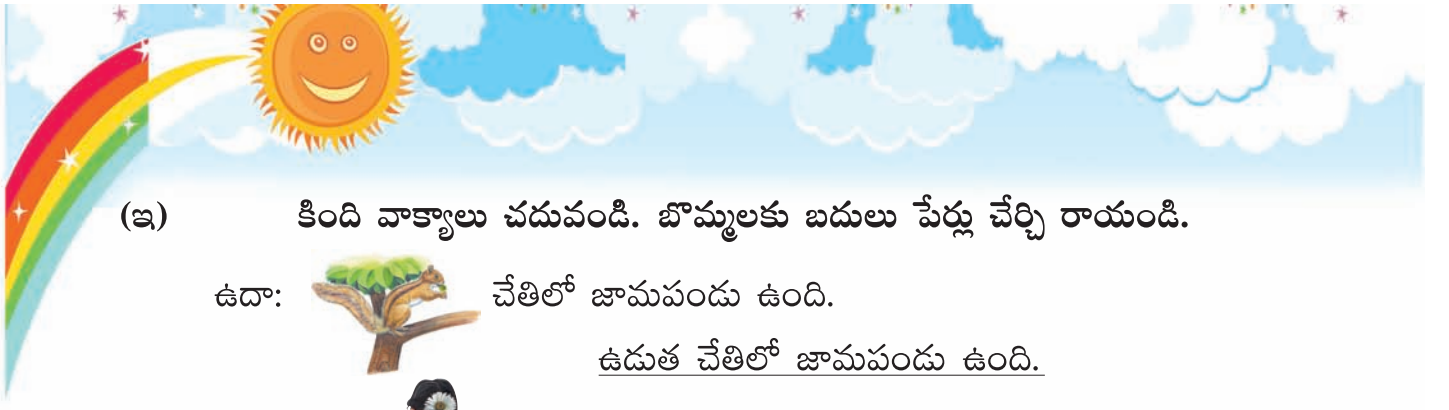 (ఇ) కింది వాక్యాలు చదువండి. బొమ్మలకు బదులు పేర్లు చేర్చి రాయండి.
ఉదా: చేతిలో జామపండు ఉంది.
ఉడుత చేతిలో జామపండు ఉంది.